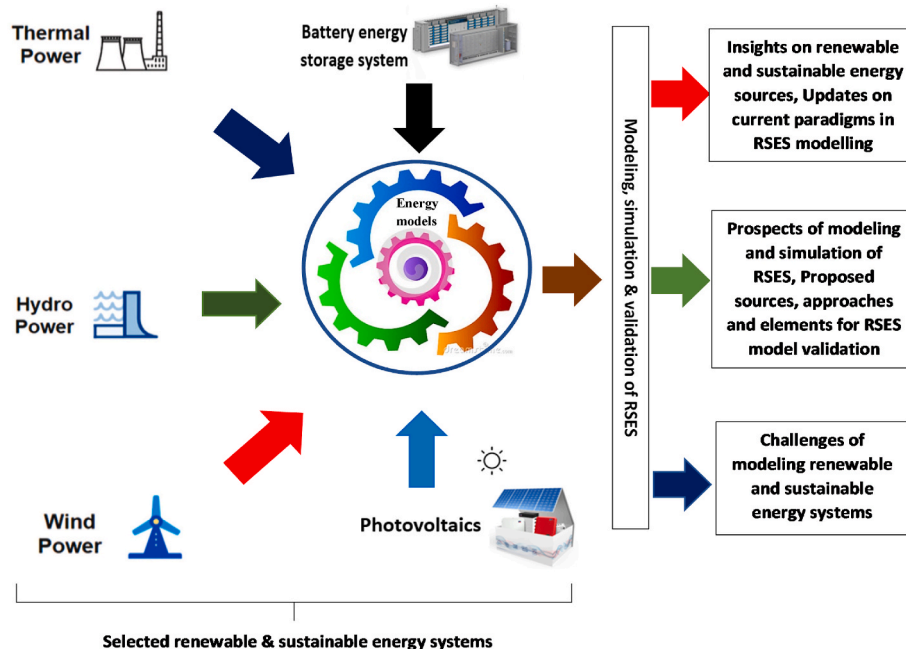 Thermal
Power
Battery energy
storage system
Hydro
Power
Wind
Power
Photovoltaics
Energy
models
Selected renewable & sustainable energy systems
Modeling, simulation & validation of RSES
Insights on renewable
and sustainable energy
sources, Updates on
current paradigms in
RSES modelling
Prospects of modeling
and simulation of
RSES, Proposed
sources, approaches
and elements for RSES
model validation
Challenges of
modeling renewable
and sustainable
energy systems